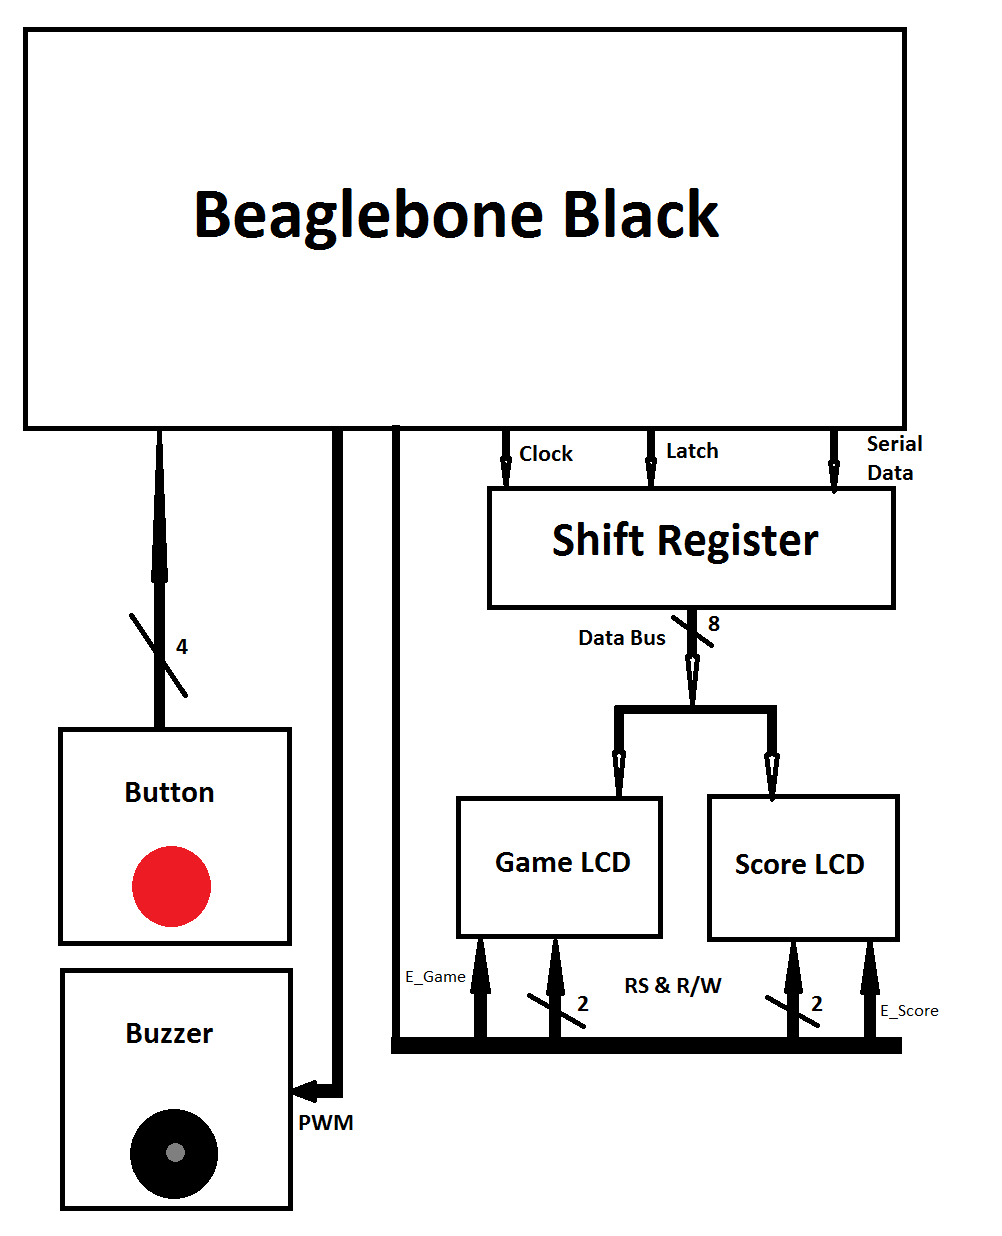 Beaglebone Black
Clock
Latch
Serial
Data
Shift Register
Data Bus
8
4
Button
Game LCD
Score LCD
E_Game
2
RS & R/W
2
E_Score
Buzzer
PWM